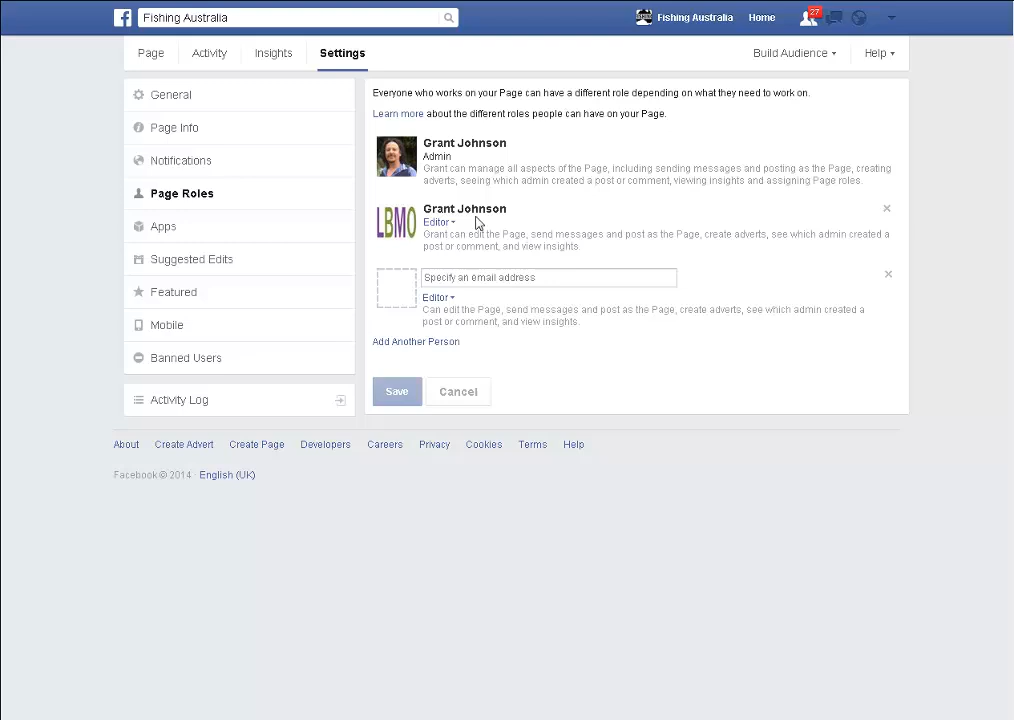 Fishing Australia
Fishing Australia Home 27
Page Activity Insights Settings Build Audience Help
General
Page Info
Notifications
Page Roles
Apps
Suggested Edits
Featured
Mobile
Banned Users
Activity Log
Everyone who works on your Page can have a different role depending on what they need to work on.
Learn more about the different roles people can have on your Page.
Grant Johnson
Admin
Grant can manage all aspects of the Page, including sending messages and posting as the Page, creating
adverts, seeing which admin created a post or comment, viewing insights and assigning Page roles.
LBMO
Grant Johnson
Editor
Grant can edit the Page, send messages and post as the Page, create adverts, see which admin created a
post or comment, and view insights.
Specify an email address
Editor
Can edit the Page, send messages and post as the Page, create adverts, see which admin created a
post or comment, and view insights.
Add Another Person
Save Cancel
About Create Advert Create Page Developers Careers Privacy Cookies Terms Help
Facebook © 2014 · English (UK)